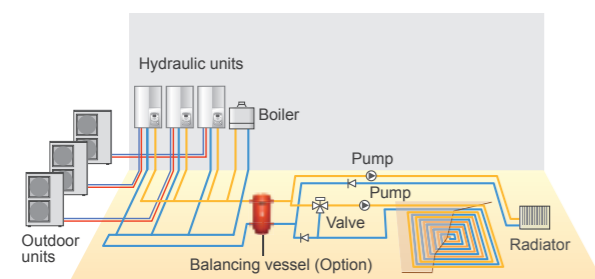 Hydraulic units
Boiler
Pump
Pump
Valve
Outdoor
units
Radiator
Balancing vessel (Option)